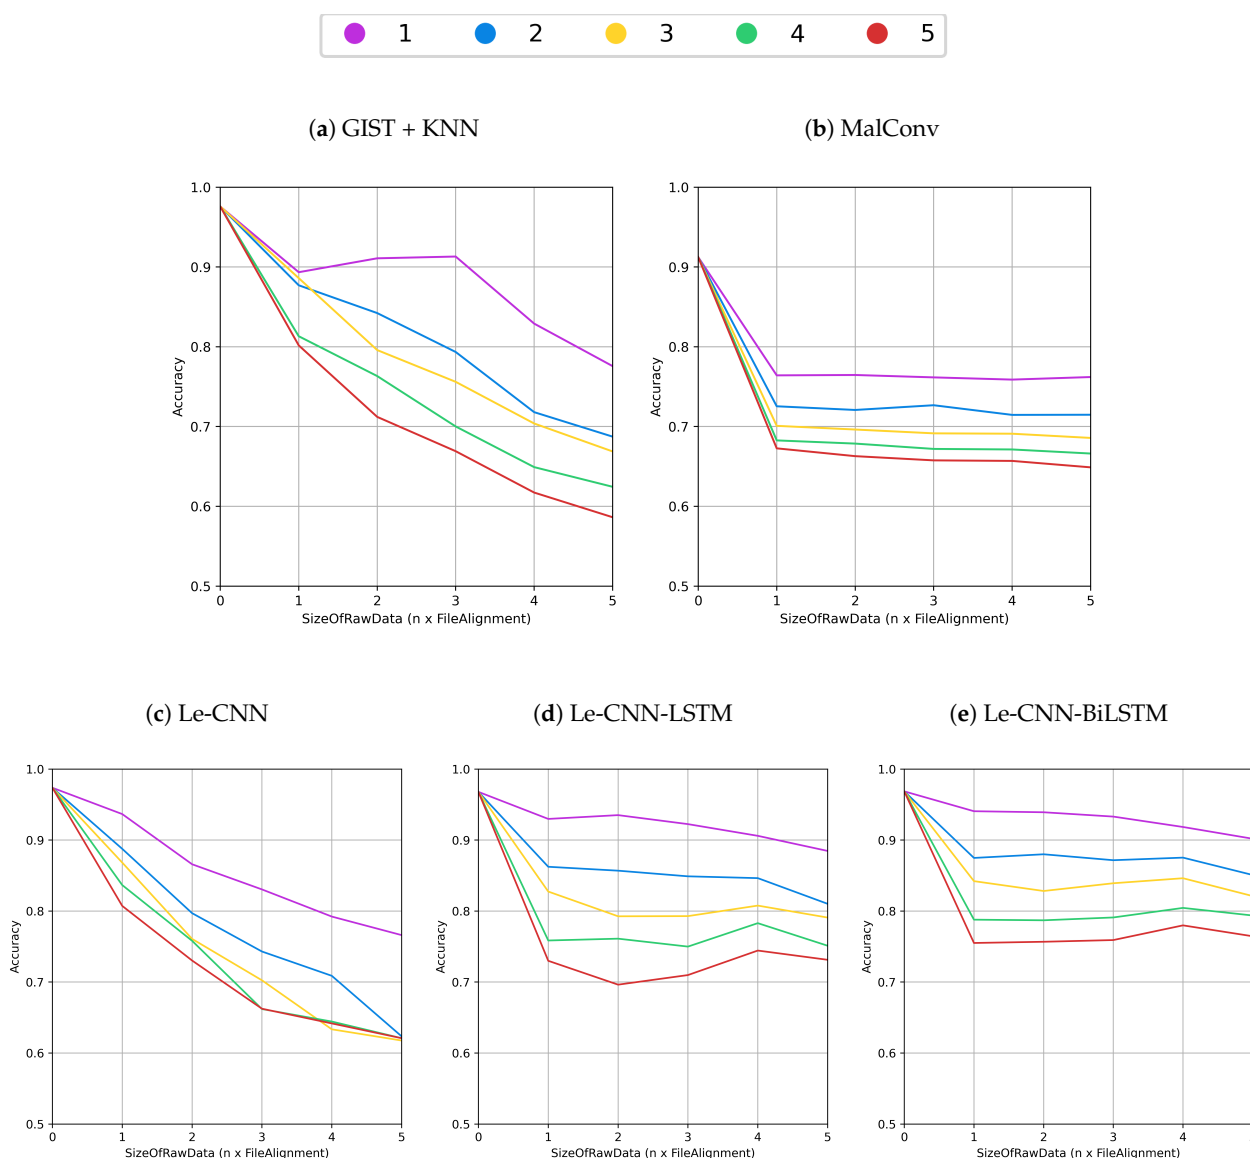 1 2 3 4 5
(a) GIST + KNN
(b) MalConv
1.0
0.9
0.8
0.7
0.6
0.5
Accuracy
0 1 2 3 4 5
SizeOfRawData (n x FileAlignment)
1.0
0.9
0.8
0.7
0.6
0.5
Accuracy
0 1 2 3 4 5
SizeOfRawData (n x FileAlignment)
(c) Le-CNN
(d) Le-CNN-LSTM
(e) Le-CNN-BiLSTM
1.0
0.9
0.8
0.7
0.6
0.5
Accuracy
0 1 2 3 4 5
SizeOfRawData (n x FileAlignment)
1.0
0.9
0.8
0.7
0.6
0.5
Accuracy
0 1 2 3 4 5
SizeOfRawData (n x FileAlignment)
1.0
0.9
0.8
0.7
0.6
0.5
Accuracy
0 1 2 3 4
SizeOfRawData (n x FileAlignment)